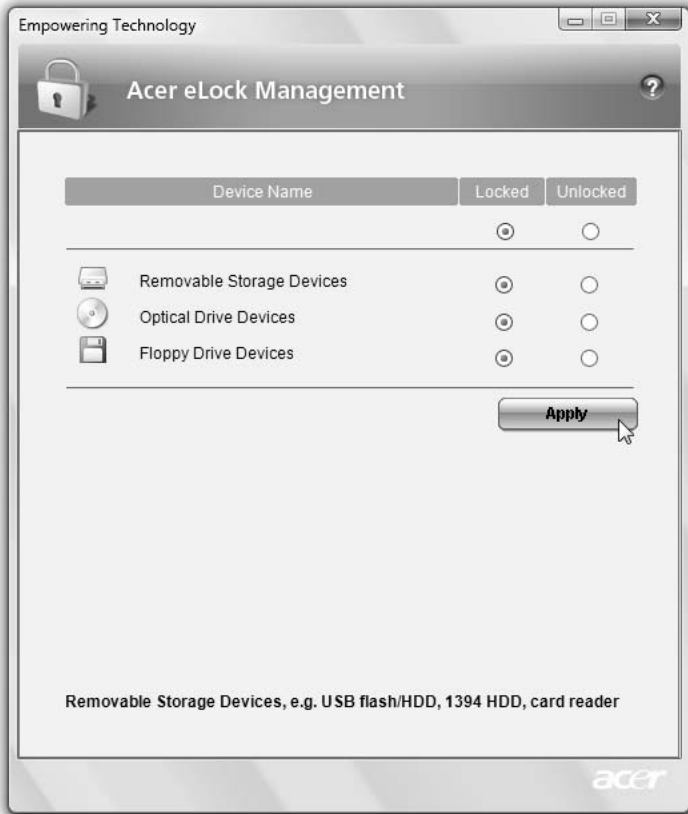 Empowering Technology
Acer eLock Management
Device Name Locked Unlocked
Removable Storage Devices
Optical Drive Devices
Floppy Drive Devices
Apply
Removable Storage Devices, e.g. USB flash/HDD, 1394 HDD, card reader
acer